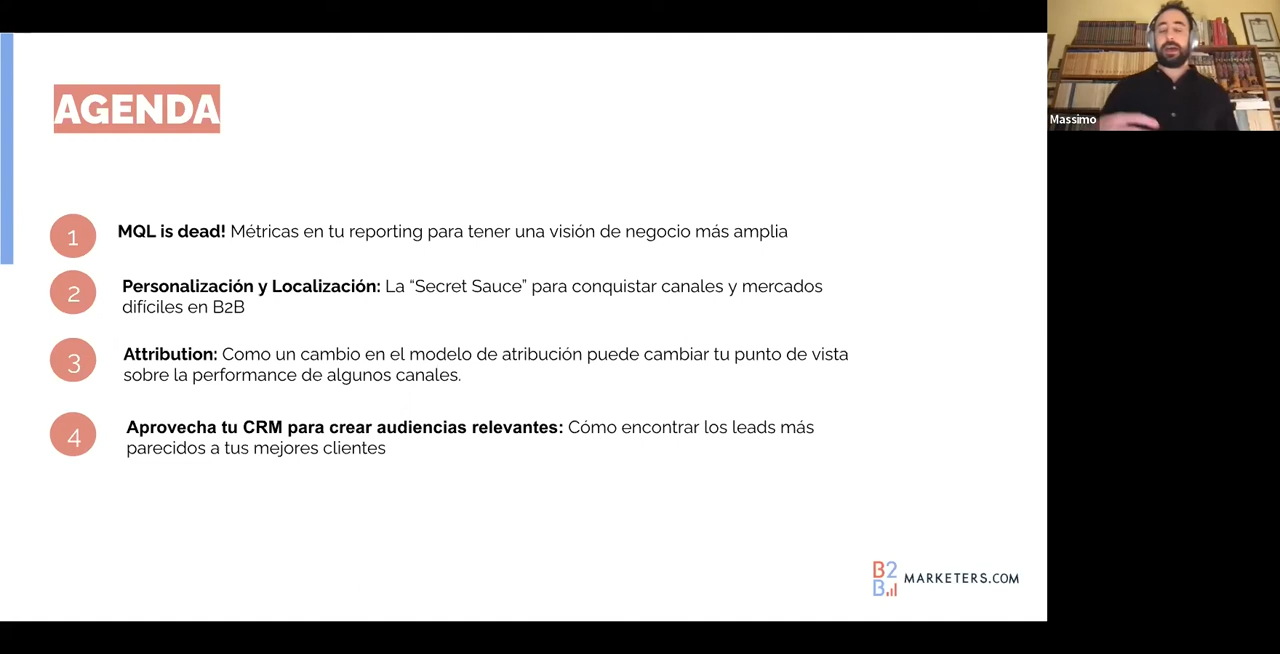 AGENDA
Massimo
1
MQL is dead! Métricas en tu reporting para tener una visión de negocio más amplia
2
Personalización y Localización: La “Secret Sauce” para conquistar canales y mercados
difíciles en B2B
3
Attribution: Como un cambio en el modelo de atribución puede cambiar tu punto de vista
sobre la performance de algunos canales.
4
Aprovecha tu CRM para crear audiencias relevantes: Cómo encontrar los leads más
parecidos a tus mejores clientes
B2B MARKETERS.COM